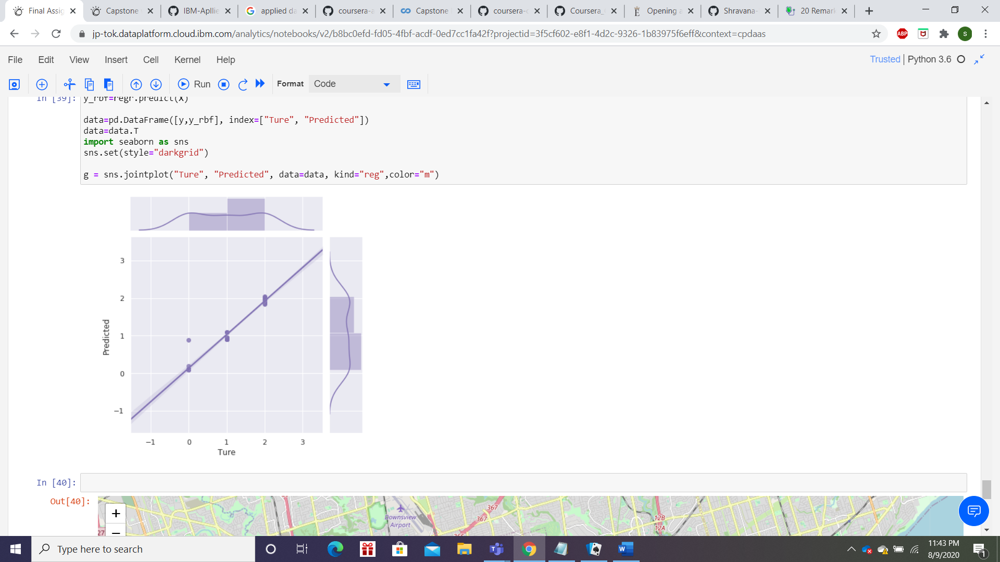 Final Assig
Capstone
IBM-Apllie
applied da
coursera-a
Capstone
coursera-c
Coursera_
Opening a
Shravana-
20 Remark
jp-tok.dataplatform.cloud.ibm.com/analytics/notebooks/v2/b8bc0efd-fd05-4fbf-acdf-0ed7cc1fa42f?projectid=3f5cf602-e8f1-4d2c-9326-1b83975f6eff&context=cpdaas
ABP
S
File Edit View Insert Cell Kernel Help
Trusted | Python 3.6
Run
Format
Code
In [39]: y_rbf=regr.predict(X)
data=pd.DataFrame([y,y_rbf], index=["Ture", "Predicted"])
data=data.T
import seaborn as sns
sns.set(style="darkgrid")
g = sns.jointplot("Ture", "Predicted", data=data, kind="reg",color="m")
3
2
1
0
−1
Predicted
−1 0 1 2 3
Ture
In [40]:
Out[40]:
+
−
27
Downsview
Airport
367
367
12B
12A
Type here to search
11:43 PM
8/9/2020
1